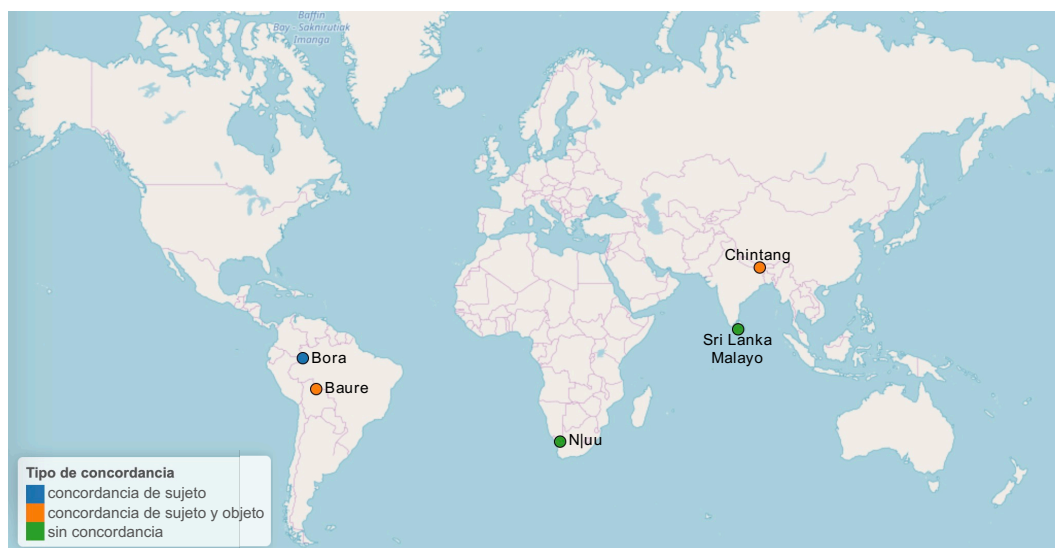 Baffin
Bay - Saknirutiak
Imanga
Chintang
Sri Lanka
Malayo
Bora
Baure
N|uu
Tipo de concordancia
concordancia de sujeto
concordancia de sujeto y objeto
sin concordancia